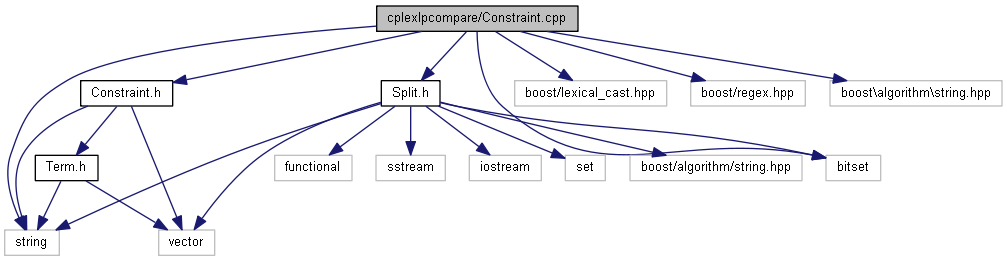 cplexlpcompare/Constraint.cpp
Constraint.h
Split.h
boost/lexical_cast.hpp
boost/regex.hpp
boost\algorithm\string.hpp
Term.h
functional
sstream
iostream
set
boost/algorithm/string.hpp
bitset
string
vector